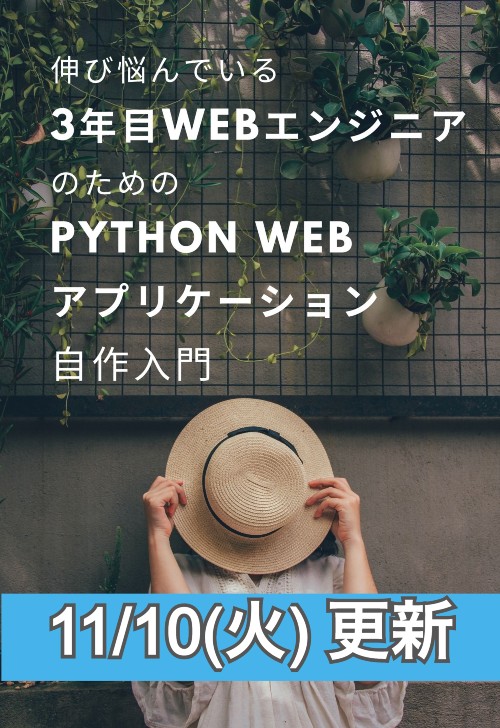 伸び悩んでいる
3年目WEBエンジニア
のための
PYTHON WEB
アプリケーション
自作入門
11/10(火) 更新